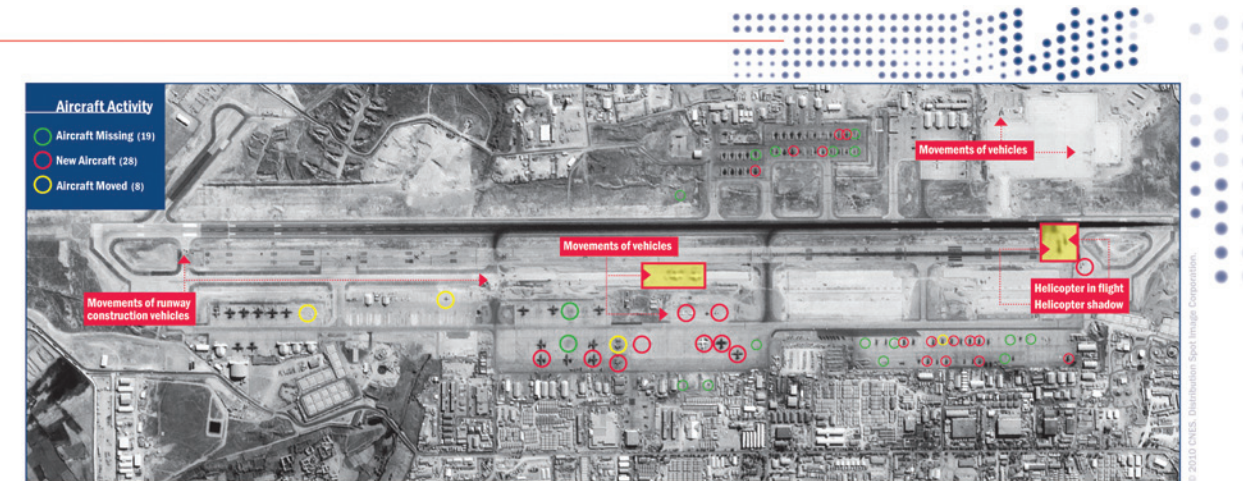 Aircraft Activity
Aircraft Missing (19)
New Aircraft (28)
Aircraft Moved (8)
Movements of vehicles
Movements of vehicles
Movements of runway
construction vehicles
Helicopter in flight
Helicopter shadow
© 2010 CNES, Distribution Spot Image Corporation.